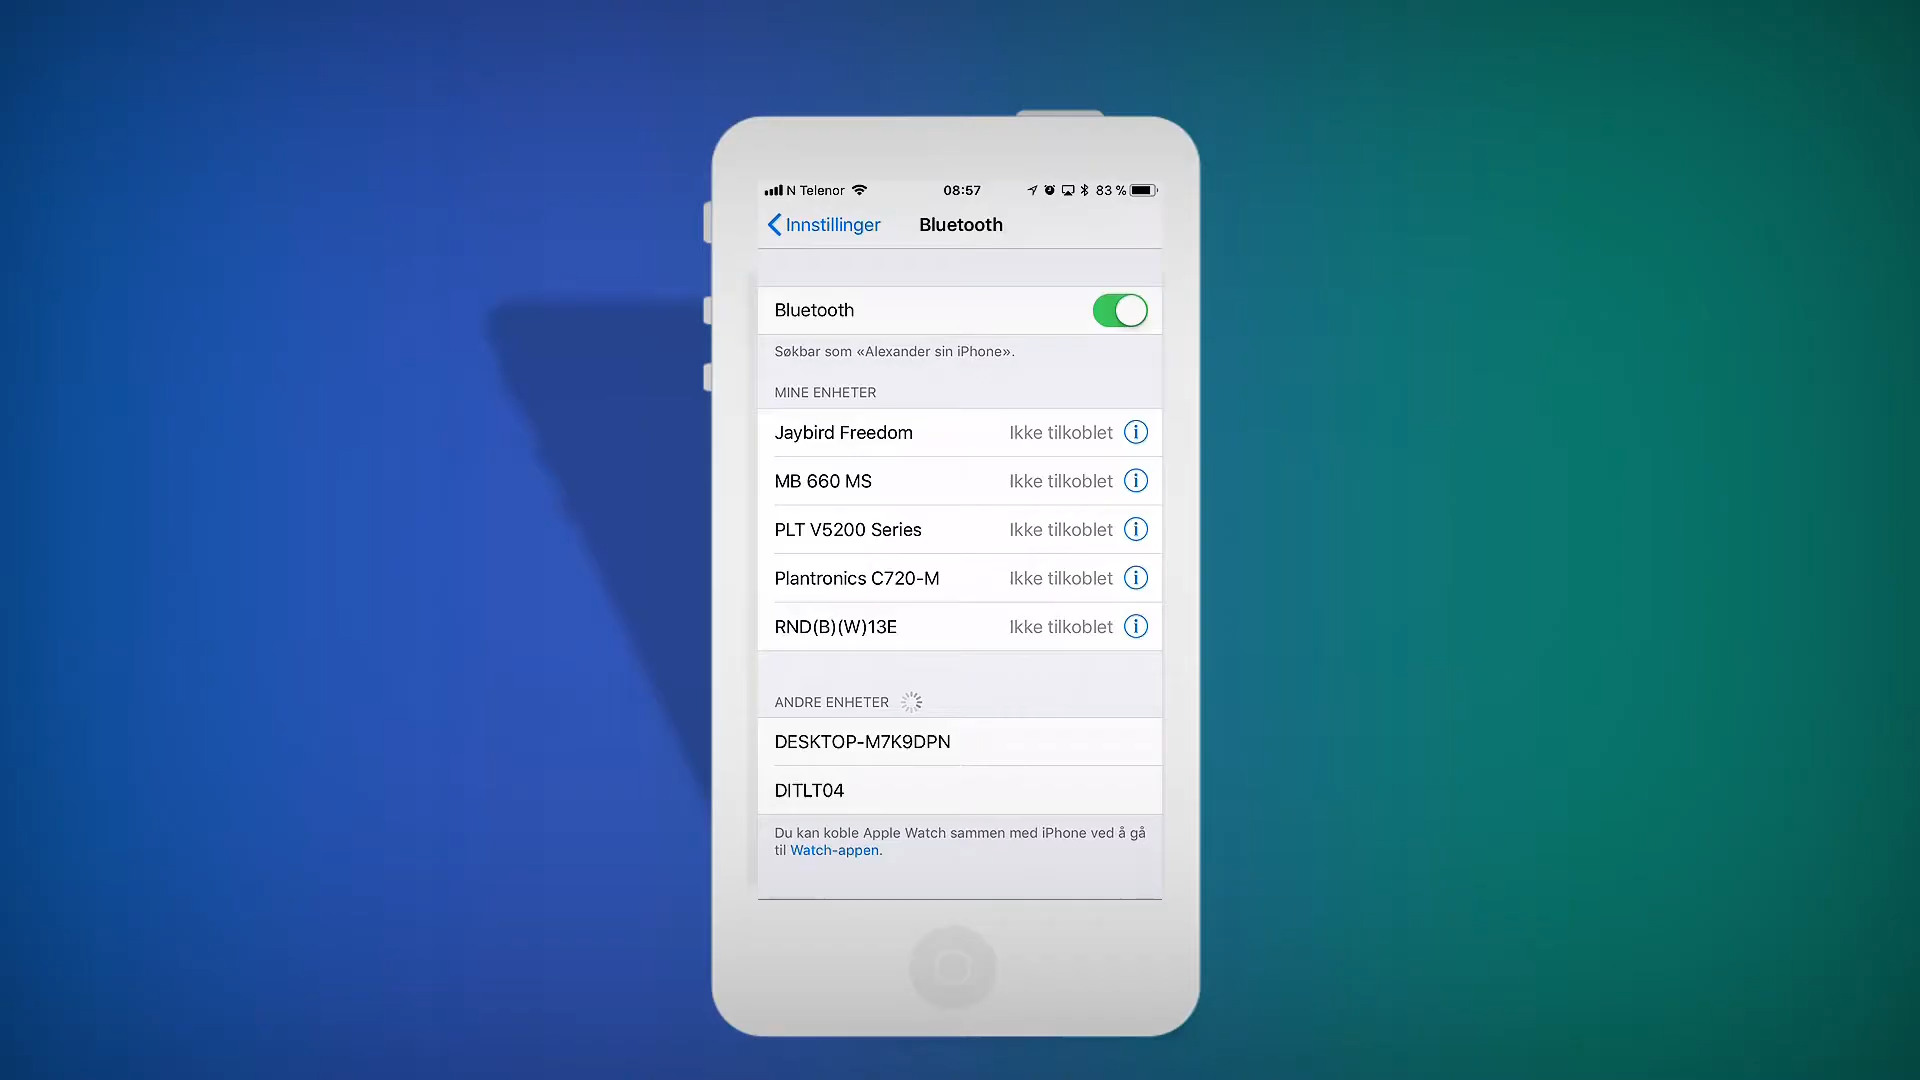 N Telenor 08:57 83 %
Innstillinger Bluetooth
Bluetooth
Søkbar som «Alexander sin iPhone».
MINE ENHETER
Jaybird Freedom Ikke tilkoblet
MB 660 MS Ikke tilkoblet
PLT V5200 Series Ikke tilkoblet
Plantronics C720-M Ikke tilkoblet
RND(B)(W)13E Ikke tilkoblet
ANDRE ENHETER
DESKTOP-M7K9DPN
DITLT04
Du kan koble Apple Watch sammen med iPhone ved å gå
til Watch-appen.